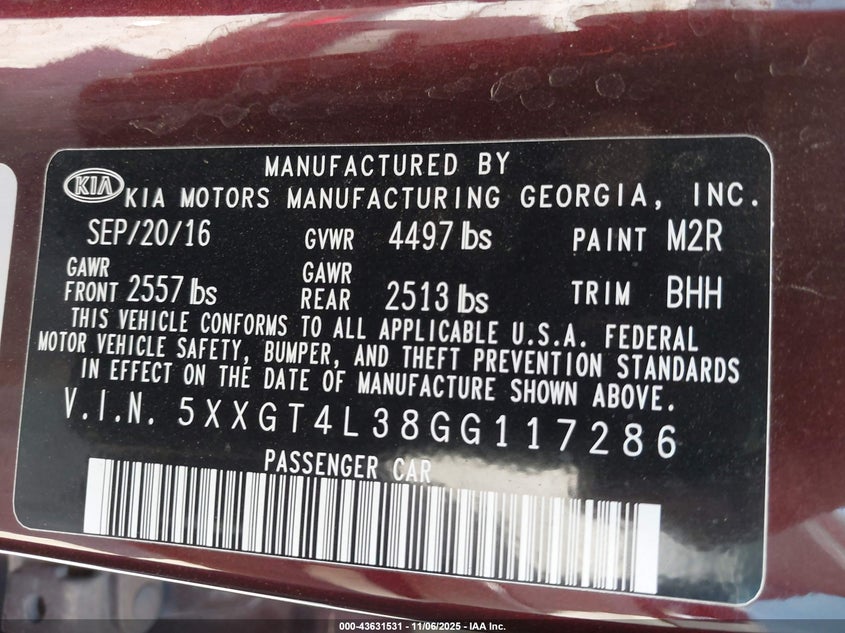 MANUFACTURED BY
KIA KIA MOTORS MANUFACTURING GEORGIA, INC.
SEP/20/16 GVWR 4497 lbs PAINT M2R
GAWR FRONT 2557 lbs GAWR REAR 2513 lbs TRIM BHH
THIS VEHICLE CONFORMS TO ALL APPLICABLE U.S.A. FEDERAL
MOTOR VEHICLE SAFETY, BUMPER, AND THEFT PREVENTION STANDARDS
IN EFFECT ON THE DATE OF MANUFACTURE SHOWN ABOVE.
V.I.N. 5XXGT4L38GG117286
PASSENGER CAR
000-43631531 - 11/06/2025 - IAA Inc.